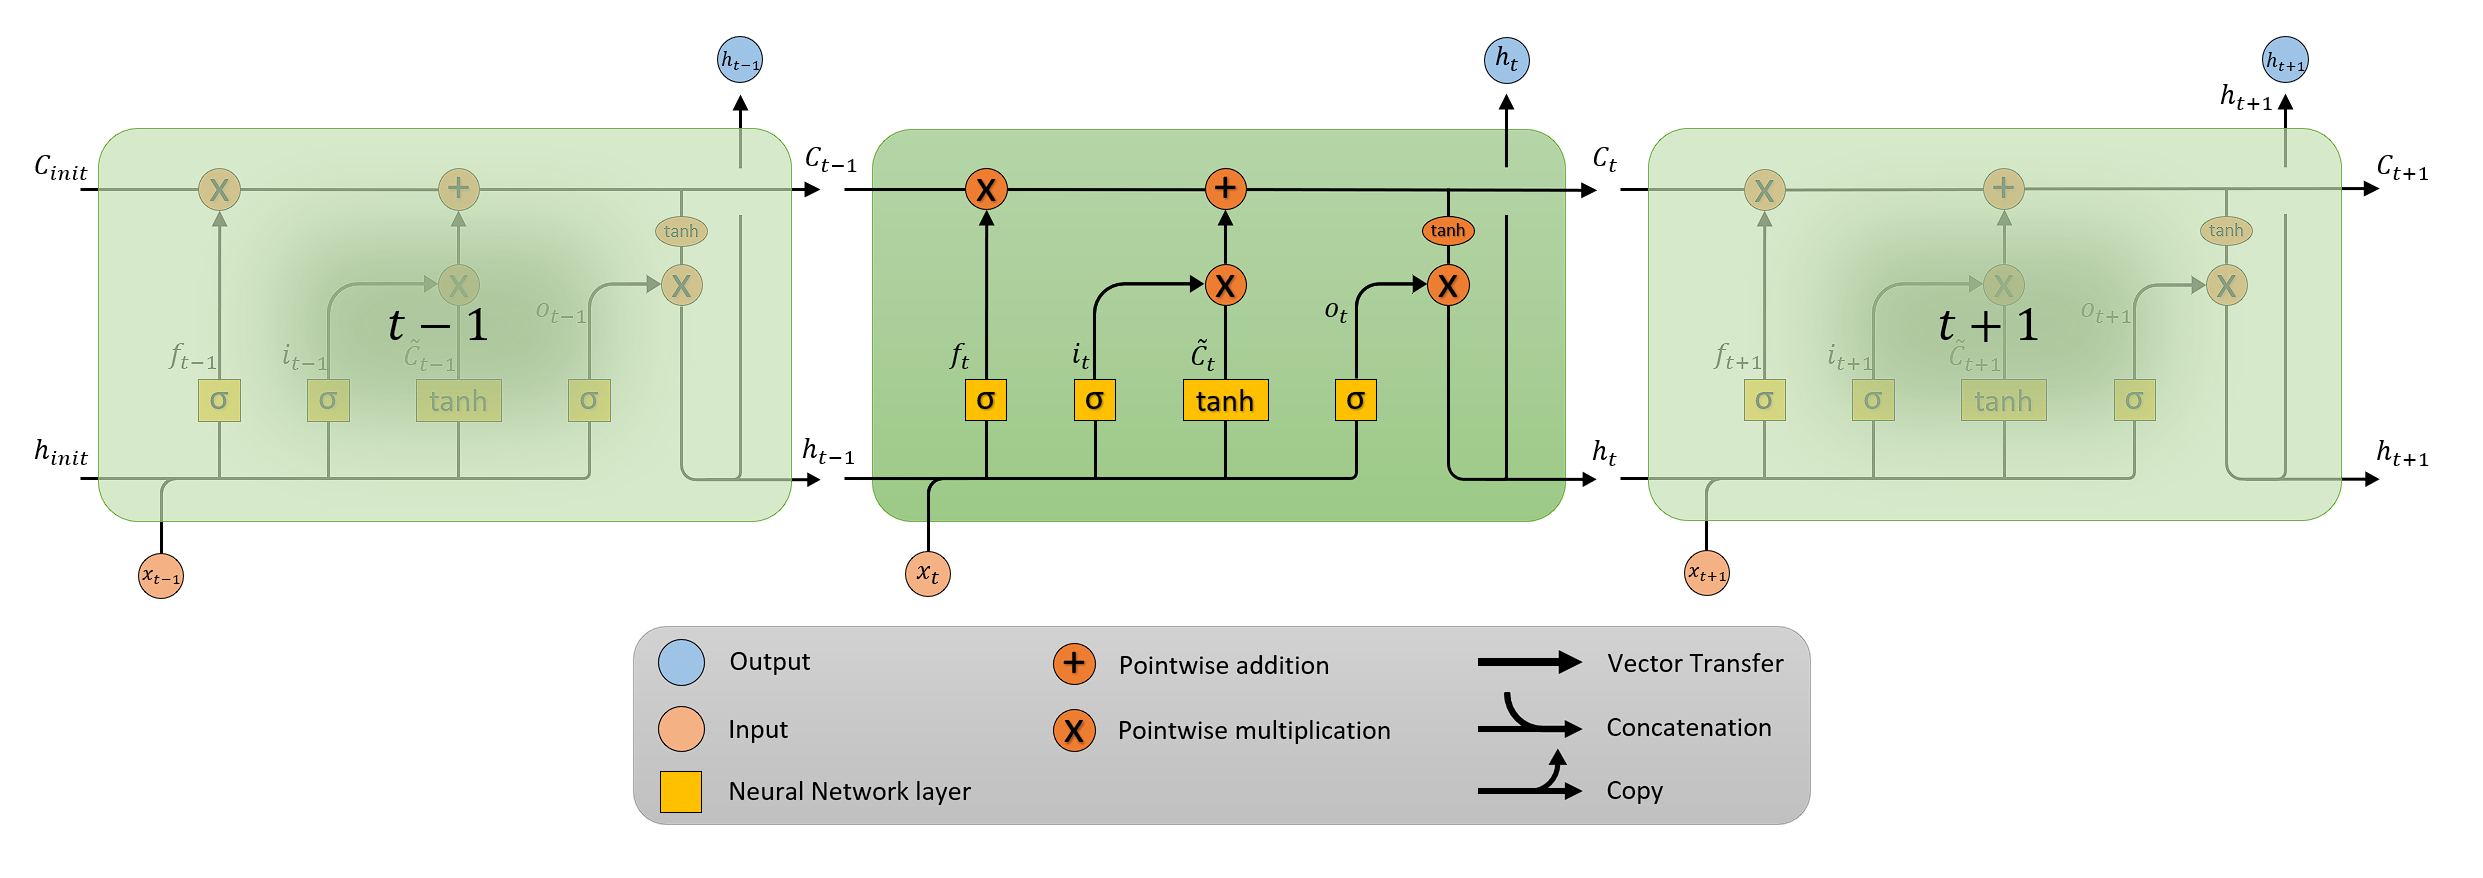 h_{t-1}
h_t
h_{t+1}
h_{t+1}
C_{init}
C_{t-1}
C_t
C_{t+1}
x + x + x +
tanh tanh tanh
x x x x x x
t - 1
t + 1
o_{t-1}
o_t
o_{t+1}
f_{t-1} i_{t-1} C̃_{t-1}
f_t i_t C̃_t
f_{t+1} i_{t+1} C̃_{t+1}
σ σ tanh σ
σ σ tanh σ
σ σ tanh σ
h_{init}
h_{t-1}
h_t
h_{t+1}
x_{t-1}
x_t
x_{t+1}
Output
+ Pointwise addition
Vector Transfer
Input
x Pointwise multiplication
Concatenation
Neural Network layer
Copy